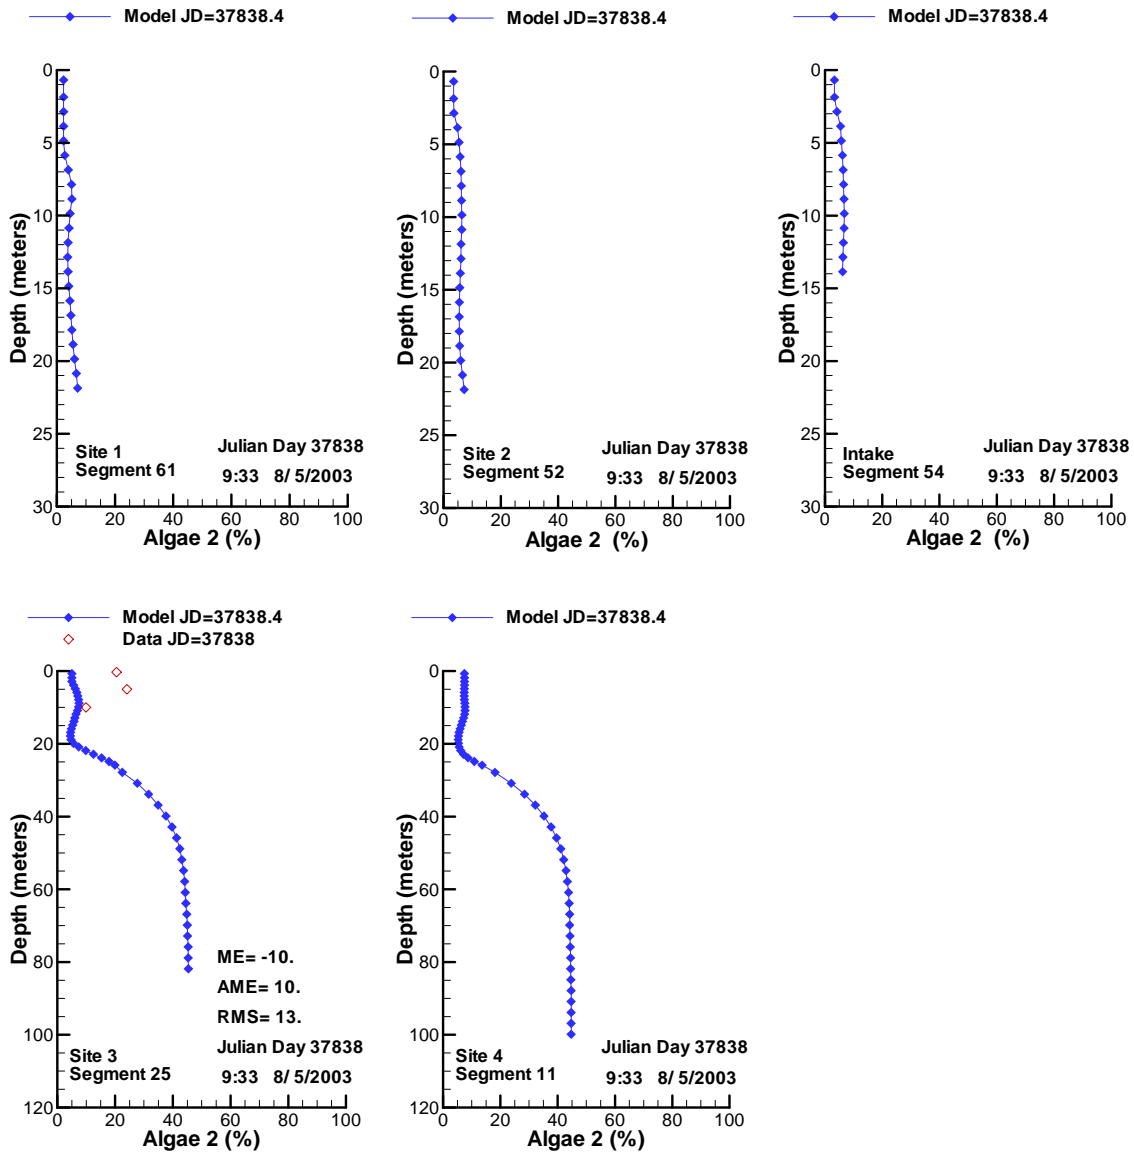 Model JD=37838.4
0
5
10
15
20
25
30
Depth (meters)
Site 1
Segment 61
Julian Day 37838
9:33 8/ 5/2003
0 20 40 60 80 100
Algae 2 (%)
Model JD=37838.4
0
5
10
15
20
25
30
Depth (meters)
Site 2
Segment 52
Julian Day 37838
9:33 8/ 5/2003
0 20 40 60 80 100
Algae 2 (%)
Model JD=37838.4
0
5
10
15
20
25
30
Depth (meters)
Intake
Segment 54
Julian Day 37838
9:33 8/ 5/2003
0 20 40 60 80 100
Algae 2 (%)
Model JD=37838.4
Data JD=37838
0
20
40
60
80
100
120
Depth (meters)
ME= -10.
AME= 10.
RMS= 13.
Site 3
Segment 25
Julian Day 37838
9:33 8/ 5/2003
0 20 40 60 80 100
Algae 2 (%)
Model JD=37838.4
0
20
40
60
80
100
120
Depth (meters)
Site 4
Segment 11
Julian Day 37838
9:33 8/ 5/2003
0 20 40 60 80 100
Algae 2 (%)